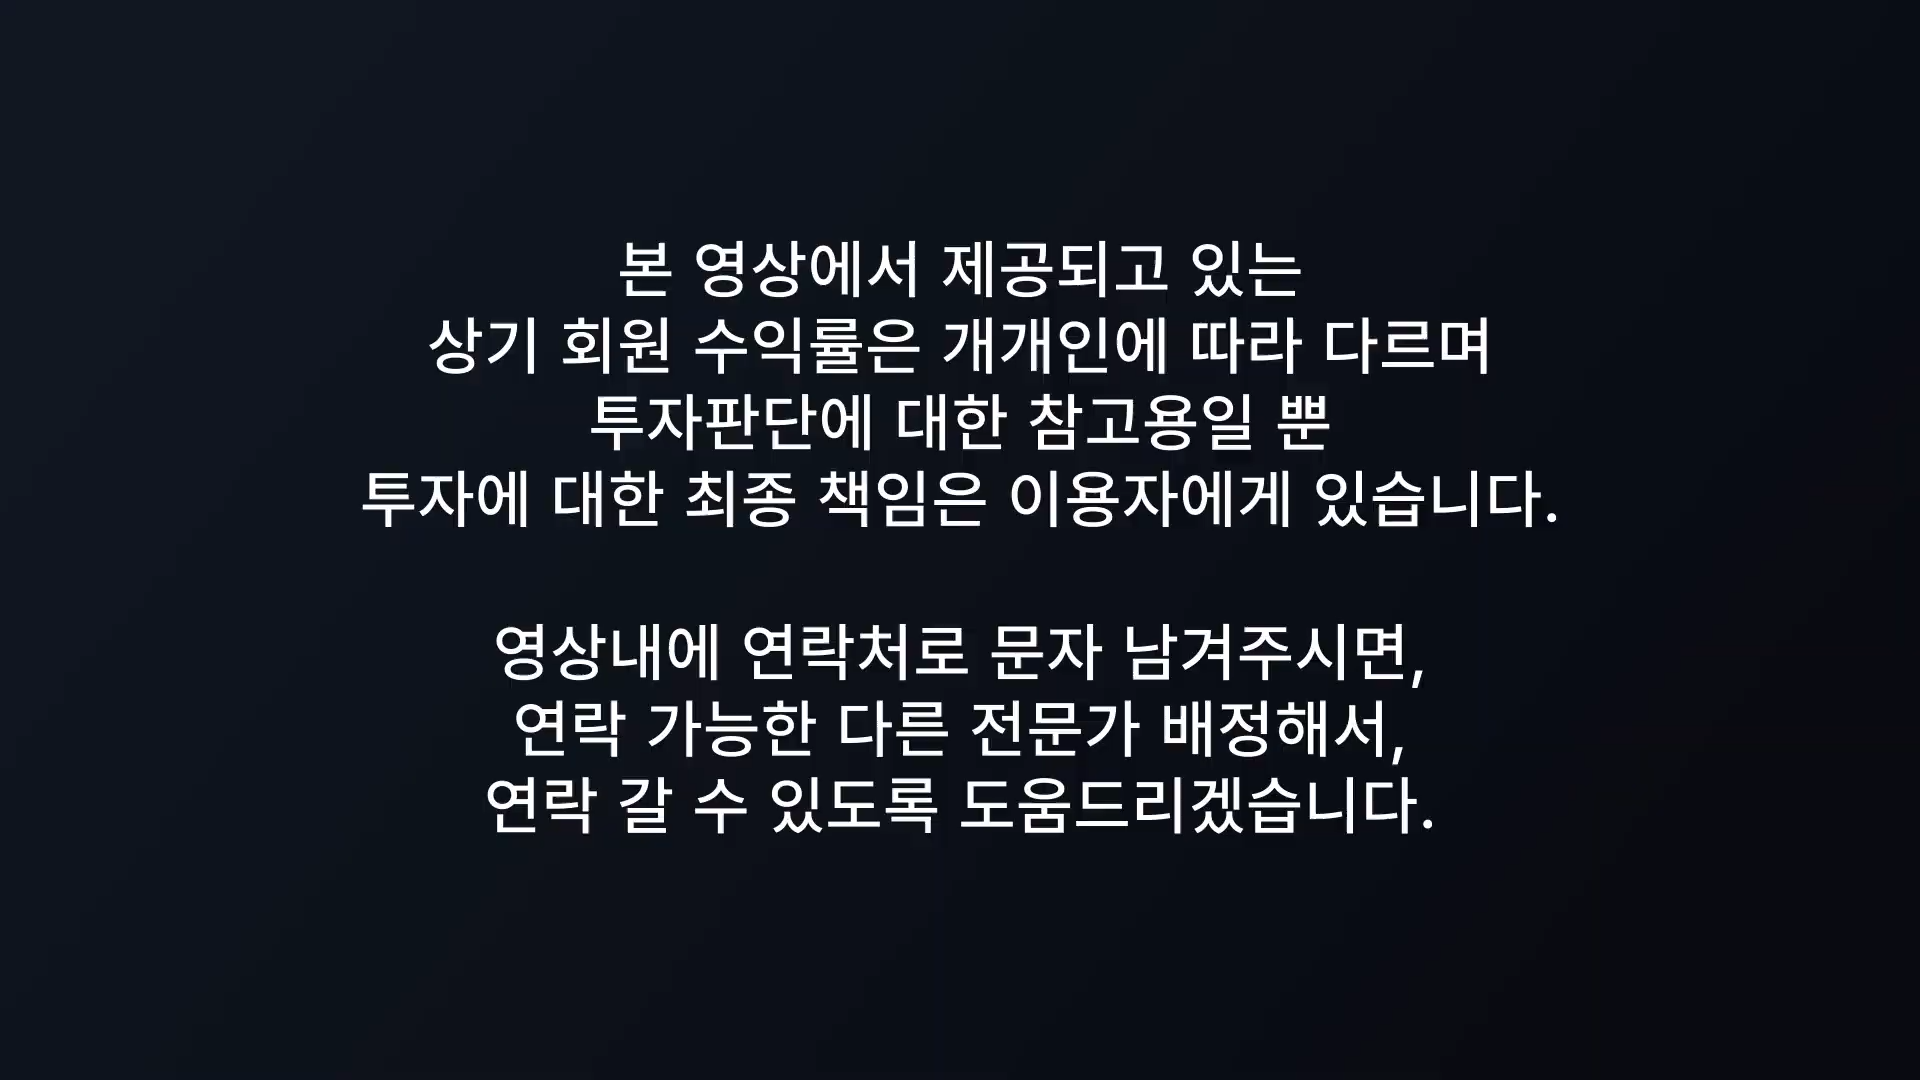 본 영상에서 제공되고 있는
상기 회원 수익률은 개개인에 따라 다르며
투자판단에 대한 참고용일 뿐
투자에 대한 최종 책임은 이용자에게 있습니다.
영상내에 연락처로 문자 남겨주시면,
연락 가능한 다른 전문가 배정해서,
연락 갈 수 있도록 도움드리겠습니다.